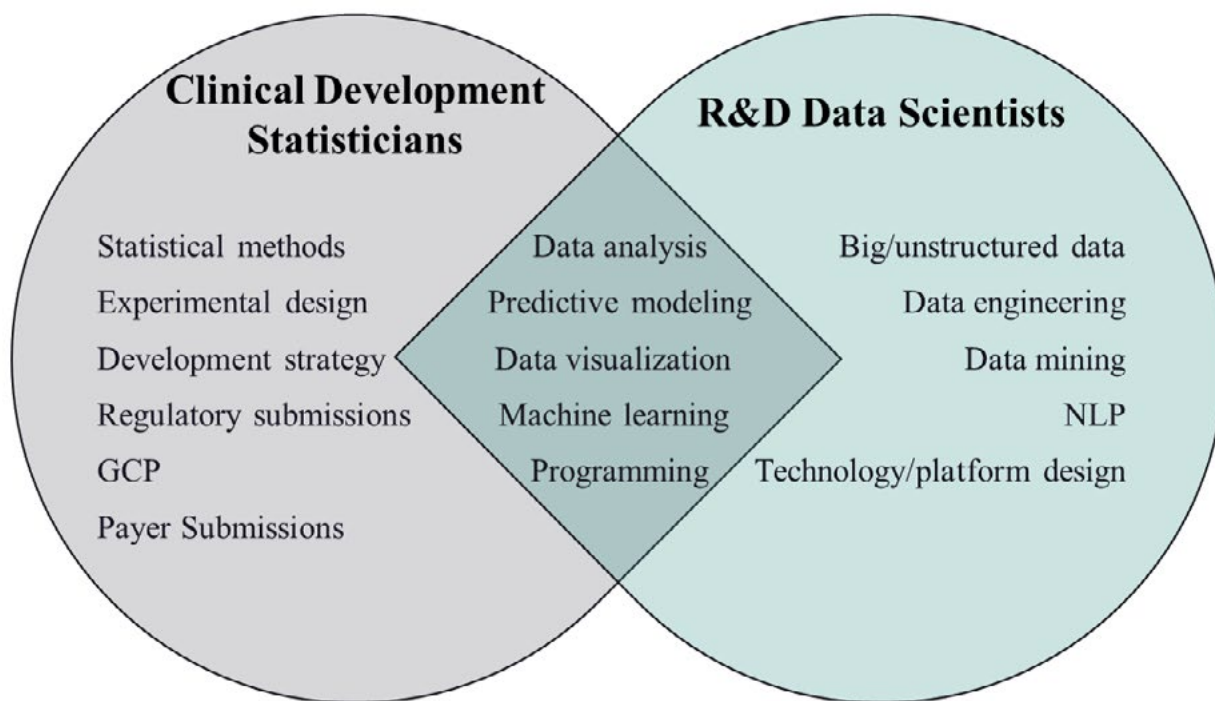 Clinical Development
Statisticians
R&D Data Scientists
Statistical methods
Experimental design
Development strategy
Regulatory submissions
GCP
Payer Submissions
Data analysis
Predictive modeling
Data visualization
Machine learning
Programming
Big/unstructured data
Data engineering
Data mining
NLP
Technology/platform design